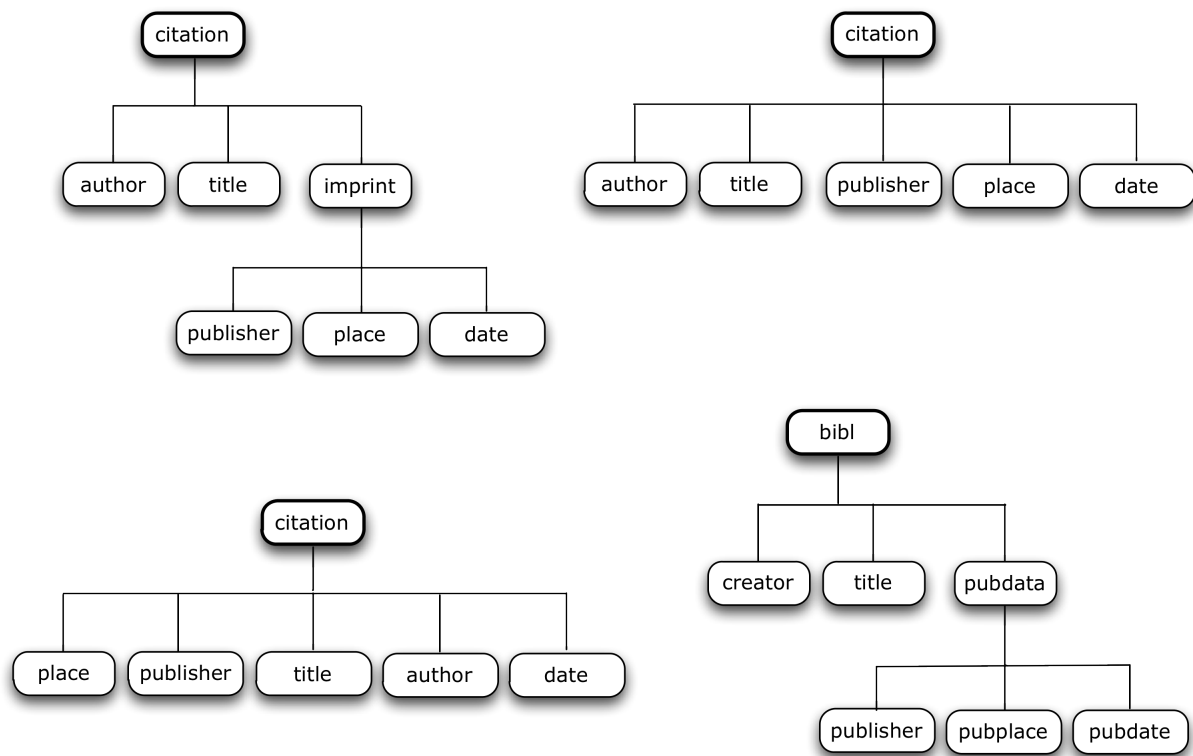 citation
author title imprint
publisher place date
citation
author title publisher place date
citation
place publisher title author date
bibl
creator title pubdata
publisher pubplace pubdate